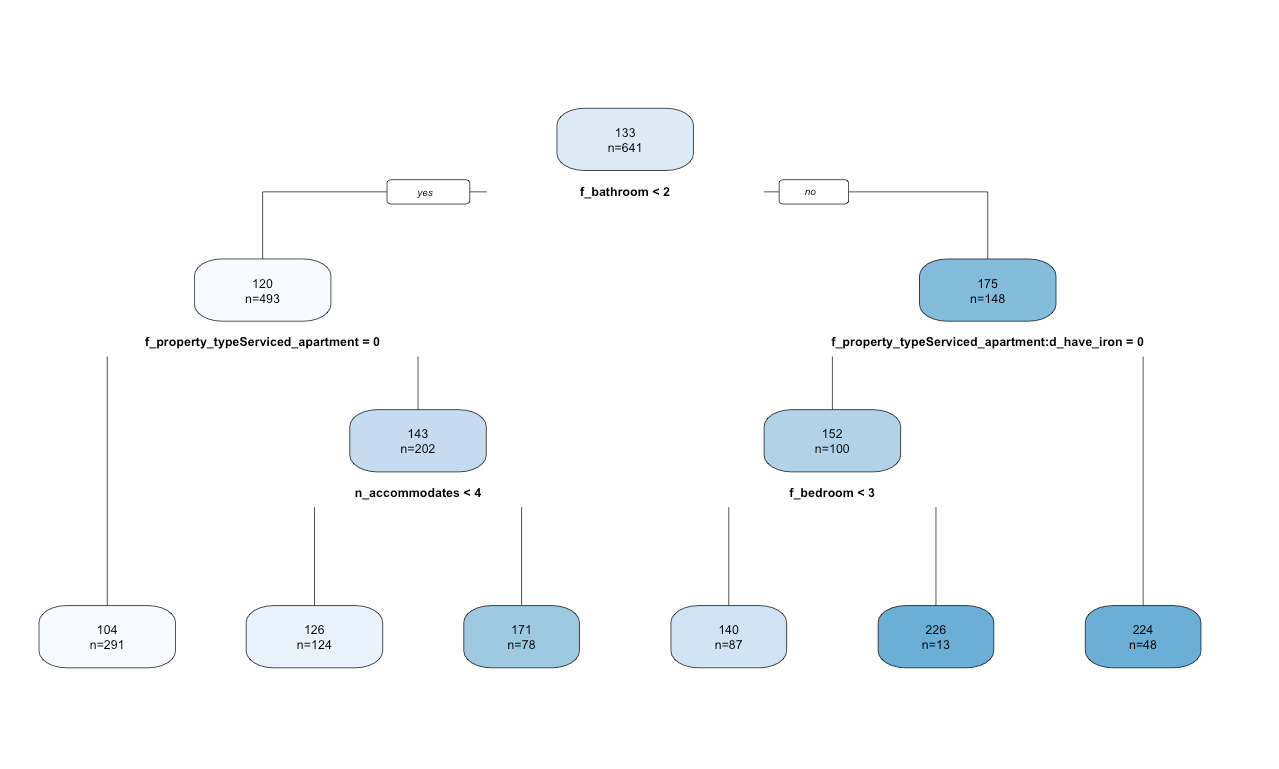 133
n=641
yes
f_bathroom < 2
no
120
n=493
175
n=148
f_property_typeServiced_apartment = 0
f_property_typeServiced_apartment:d_have_iron = 0
143
n=202
152
n=100
n_accommodates < 4
f_bedroom < 3
104
n=291
126
n=124
171
n=78
140
n=87
226
n=13
224
n=48